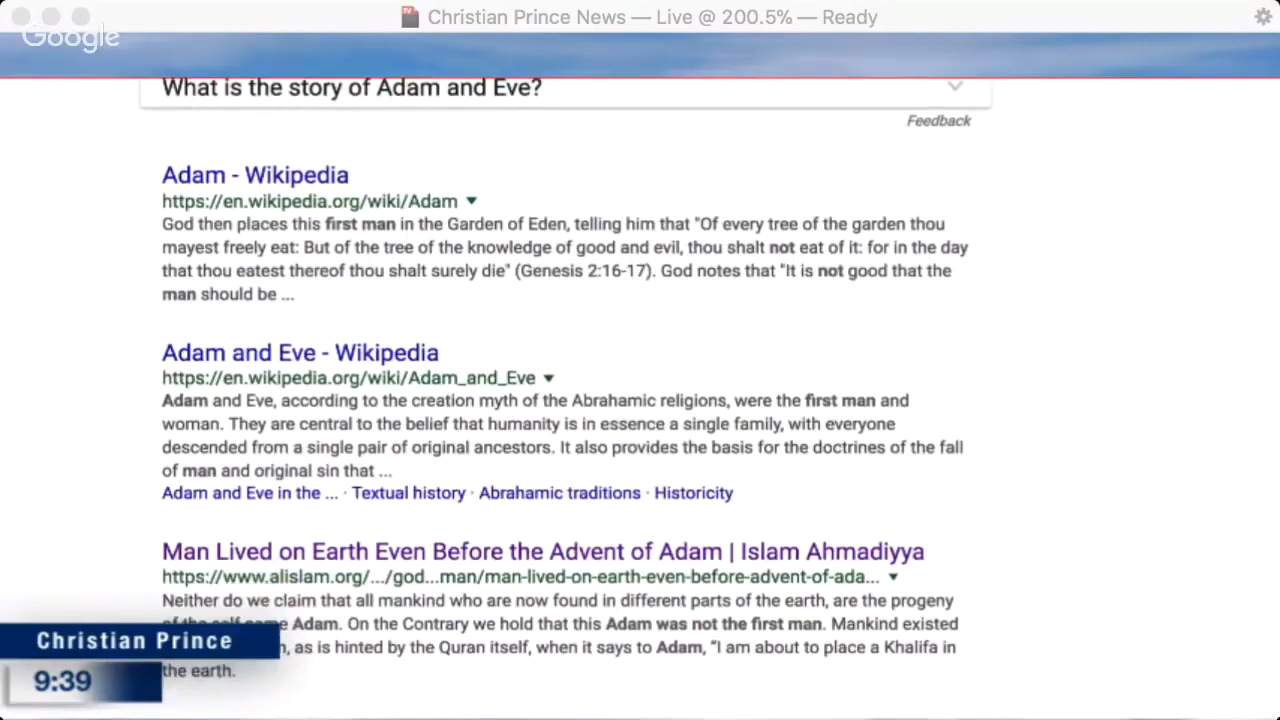 Christian Prince News — Live @ 200.5% — Ready
Google
What is the story of Adam and Eve?
Feedback
Adam - Wikipedia
https://en.wikipedia.org/wiki/Adam
God then places this first man in the Garden of Eden, telling him that "Of every tree of the garden thou
mayest freely eat: But of the tree of the knowledge of good and evil, thou shalt not eat of it: for in the day
that thou eatest thereof thou shalt surely die" (Genesis 2:16-17). God notes that "It is not good that the
man should be ...
Adam and Eve - Wikipedia
https://en.wikipedia.org/wiki/Adam_and_Eve
Adam and Eve, according to the creation myth of the Abrahamic religions, were the first man and
woman. They are central to the belief that humanity is in essence a single family, with everyone
descended from a single pair of original ancestors. It also provides the basis for the doctrines of the fall
of man and original sin that ...
Adam and Eve in the ... · Textual history · Abrahamic traditions · Historicity
Man Lived on Earth Even Before the Advent of Adam | Islam Ahmadiyya
https://www.alislam.org/.../god...man/man-lived-on-earth-even-before-advent-of-ada...
Neither do we claim that all mankind who are now found in different parts of the earth, are the progeny
Adam. On the Contrary we hold that this Adam was not the first man. Mankind existed
as is hinted by the Quran itself, when it says to Adam, "I am about to place a Khalifa in
the earth.
Christian Prince
9:39